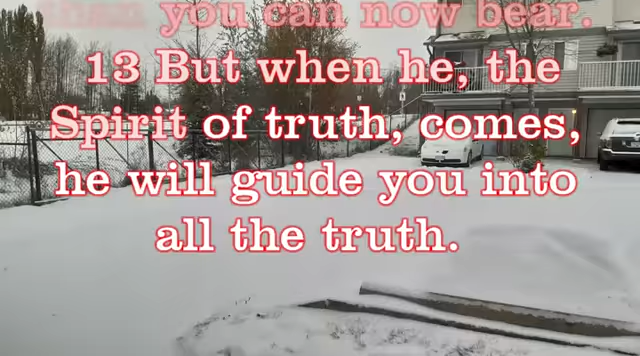 than you can now bear.
13 But when he, the
Spirit of truth, comes,
he will guide you into
all the truth.